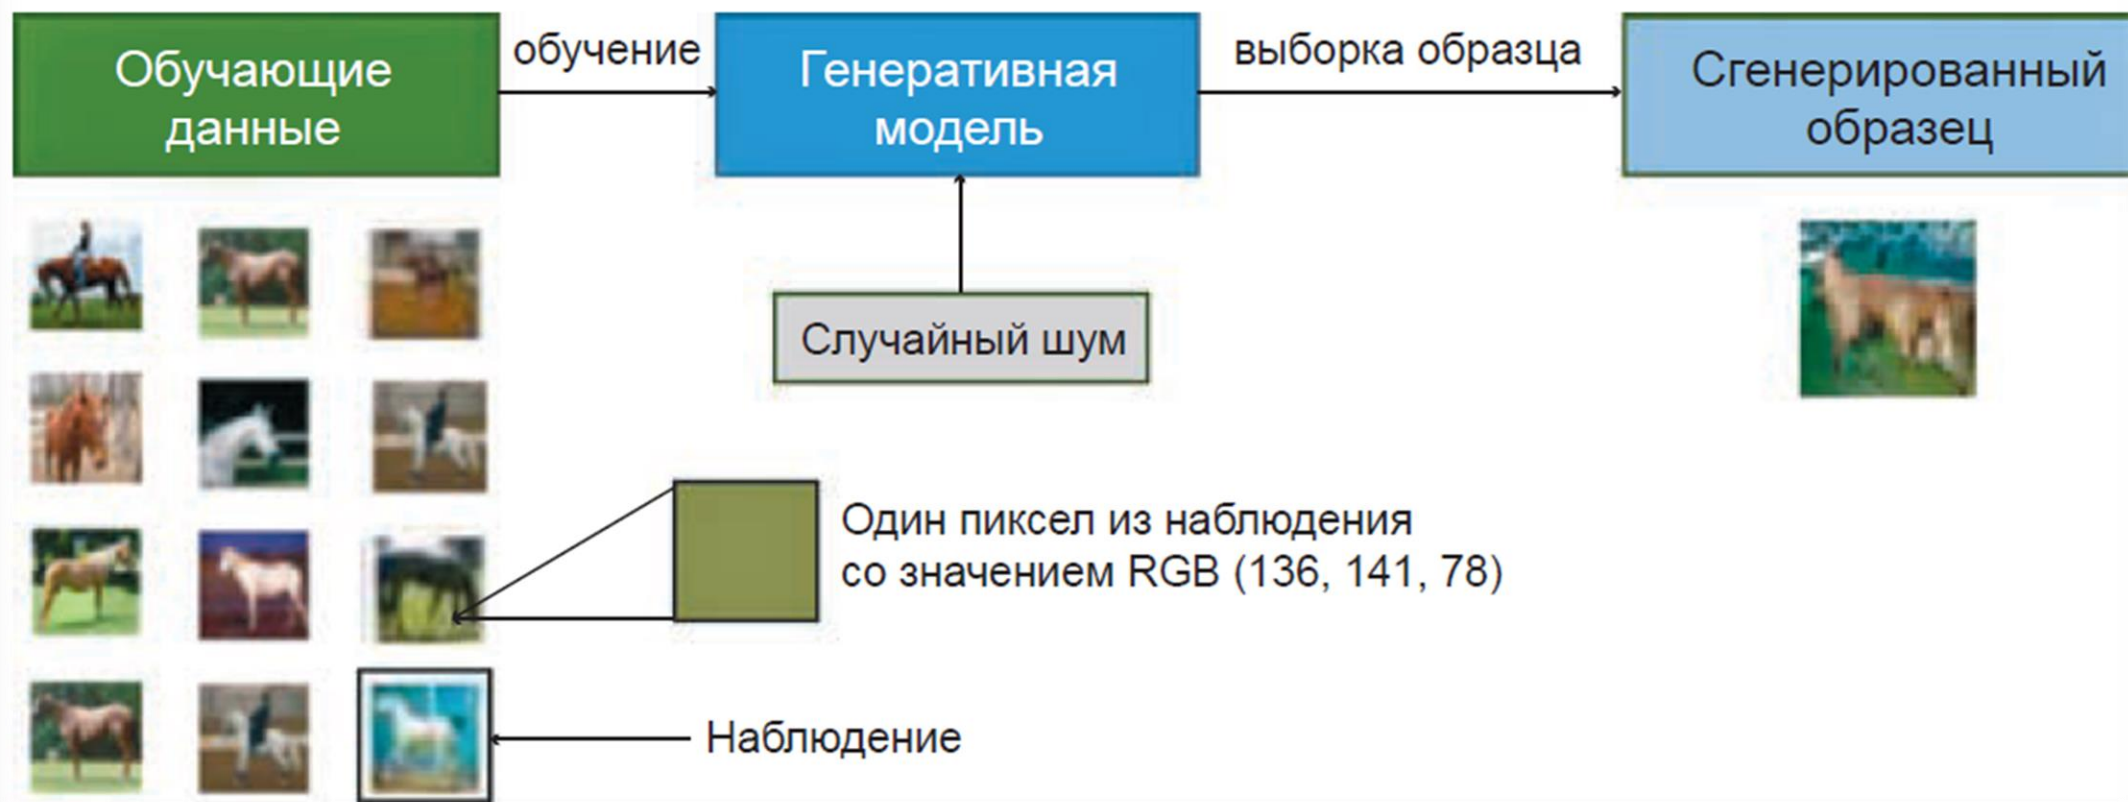 Обучающие
данные
обучение
Генеративная
модель
выборка образца
Сгенерированный
образец
Случайный шум
Один пиксел из наблюдения
со значением RGB (136, 141, 78)
Наблюдение